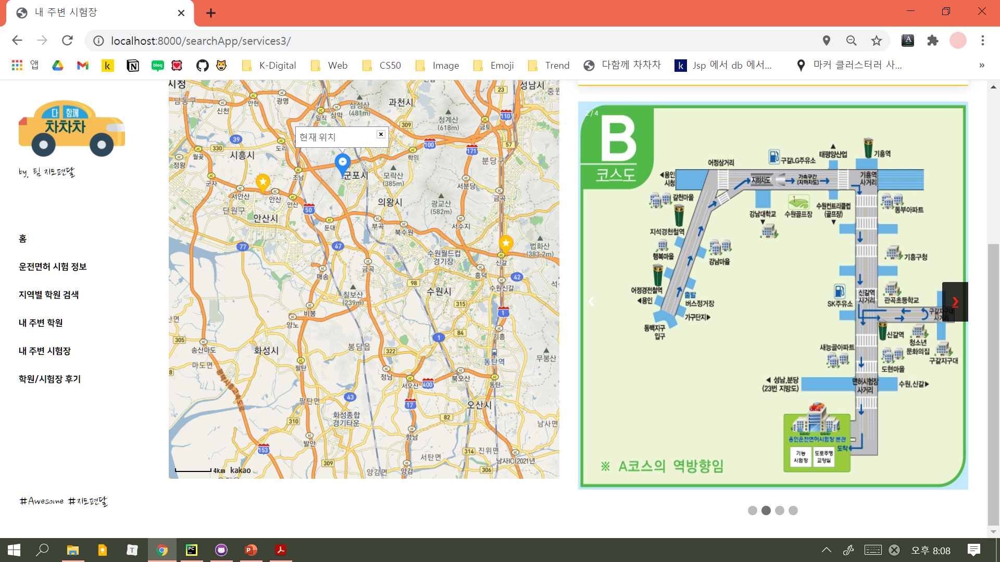 내 주변 시험장
localhost:8000/searchApp/services3/
앱
K-Digital
Web
CS50
Image
Emoji
Trend
다함께 차차차
Jsp 에서 db 에서...
마커 클러스터러 사...
»
다 함께
차차차
by. 팀 지도편달
홈
운전면허 시험 정보
지역별 학원 검색
내 주변 학원
내 주변 시험장
학원/시험장 후기
#Awesome #지도편달
시정
성남시
남동구
안현
광명
신천
일직
삼막
삼성산
(481m)
과천시
23
중원
110
309
청계산
(618m)
금토
39
330
월곶
시흥시
도리
현재 위치
100
학의
171
57
분당구
정왕
군자
조남
군포시
모락산
(385m)
서분당
서안산
안산
안산
금곡
단원구
50
의왕시
광교산
(582m)
안산시
둔대
부곡
북수원
서수지
77
47
수원월드컵
경기장
법화산
(383.2m)
신갈
매송
금곡
흥덕
42
98
수원시
수원신갈
칠보산
(239m)
315
비봉
1
양노
84
305
송산마도
화성시
봉담읍
1
기흥
322
마도면
동탄역
무봉산
팔탄
정남
북오산
평택시흥고속도로
서오산
400
동탄
팔탄면
43
17
오산시
화성종합
경기타운
310
82
남사면
발안
향남
153
314
진위면
서탄면
309
남사IC(2021년
양감면
양감
306
4km
kakao
2 / 4
B
코스도
어정삼거리
구갈LG주유소
태평양산업
기흥역
◀용인
시청
지하차도
가속구간
(지하차도)
기흥역
사거리
갈천마을
강남대학교
수원골프장
수원컨트리클럽
(골프장)
동부아파트
지석경천철역
행복마을
강남마을
기흥구청
어정경전철역
◀용인
출발
버스정거장
가구단지▶
SK주유소
신갈역
사거리
관곡초등학교
구갈지구대
사거리
동백지구
입구
신갈역
청소년
문화의집
새능골아파트
구갈지구대
도현마을
◀ 성남,분당
(23번 지방도)
면허시험장
사거리
수원,신갈▶
용인운전면허시험장 본관
도착
기능
시험장
도로주행
교양실
※ A코스의 역방향임
오후 8:08